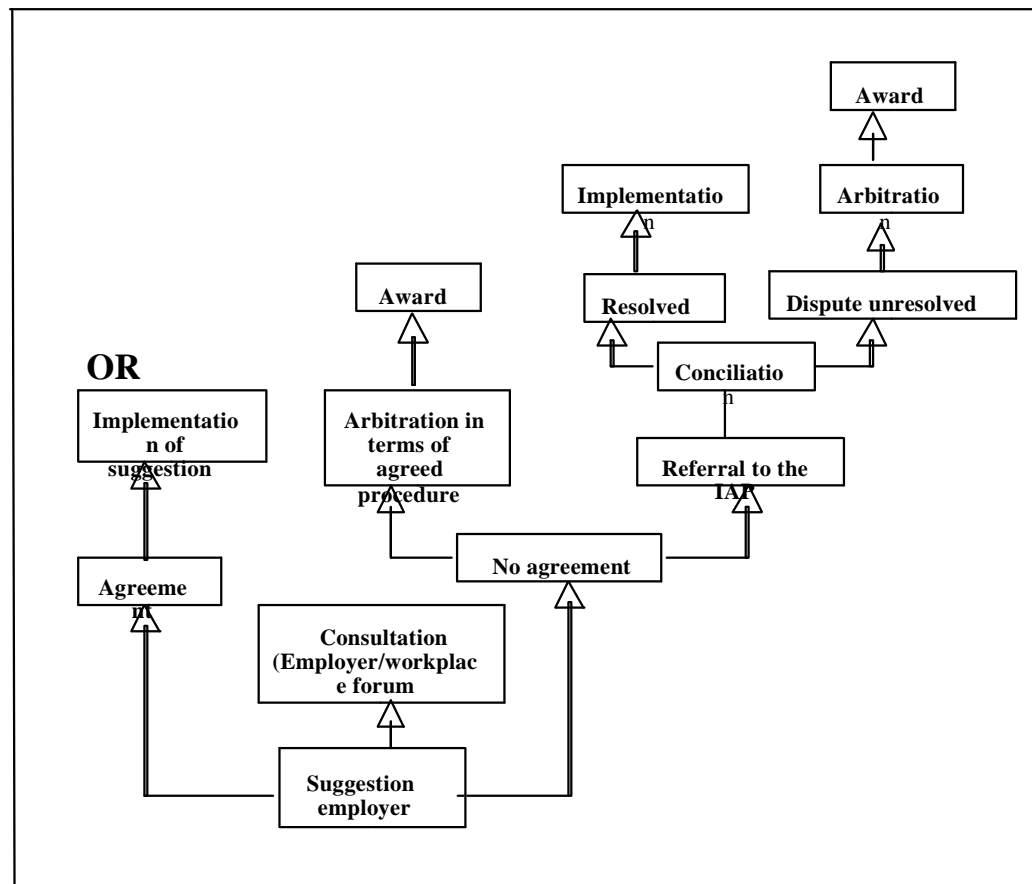 Award
Implementatio
n
Arbitratio
n
Award
Resolved
Dispute unresolved
OR
Conciliatio
n
Implementatio
n of
suggestion
Arbitration in
terms of
agreed
procedure
Referral to the
IAP
No agreement
Agreeme
nt
Consultation
(Employer/workplac
e forum
Suggestion
employer